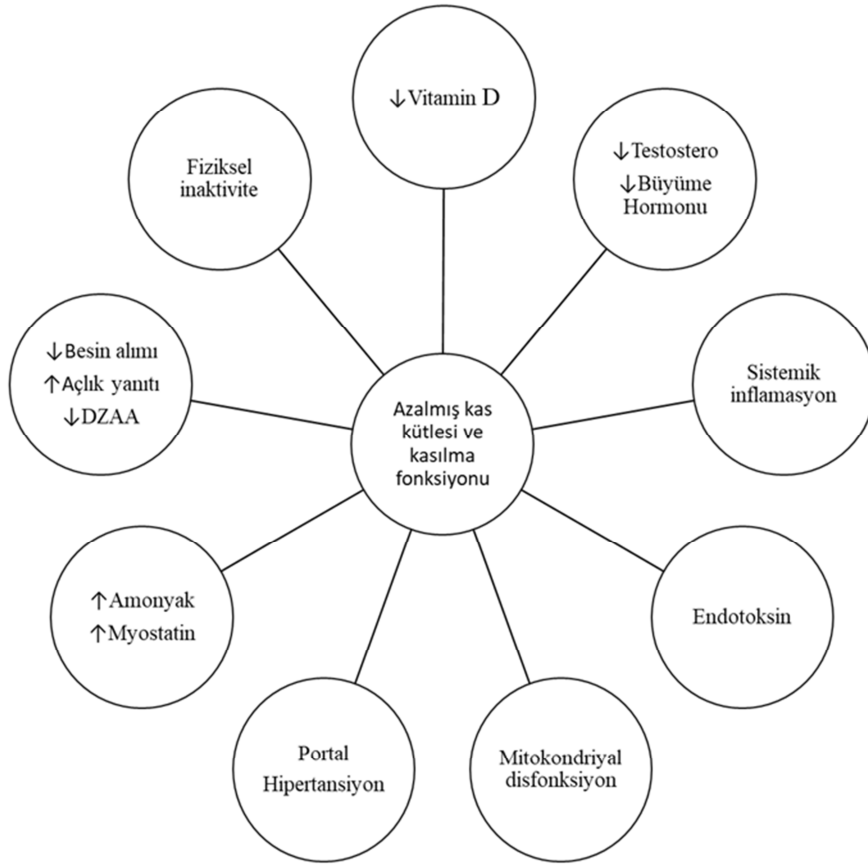 ↓Vitamin D
↓Testostero
↓Büyüme
Hormonu
Sistemik
inflamasyon
Endotoksin
Mitokondriyal
disfonksiyon
Portal
Hipertansiyon
↑Amonyak
↑Myostatin
↓Besin alımı
↑Açlık yanıtı
↓DZAA
Fiziksel
inaktivite
Azalmış kas
kütlesi ve
kasılma
fonksiyonu